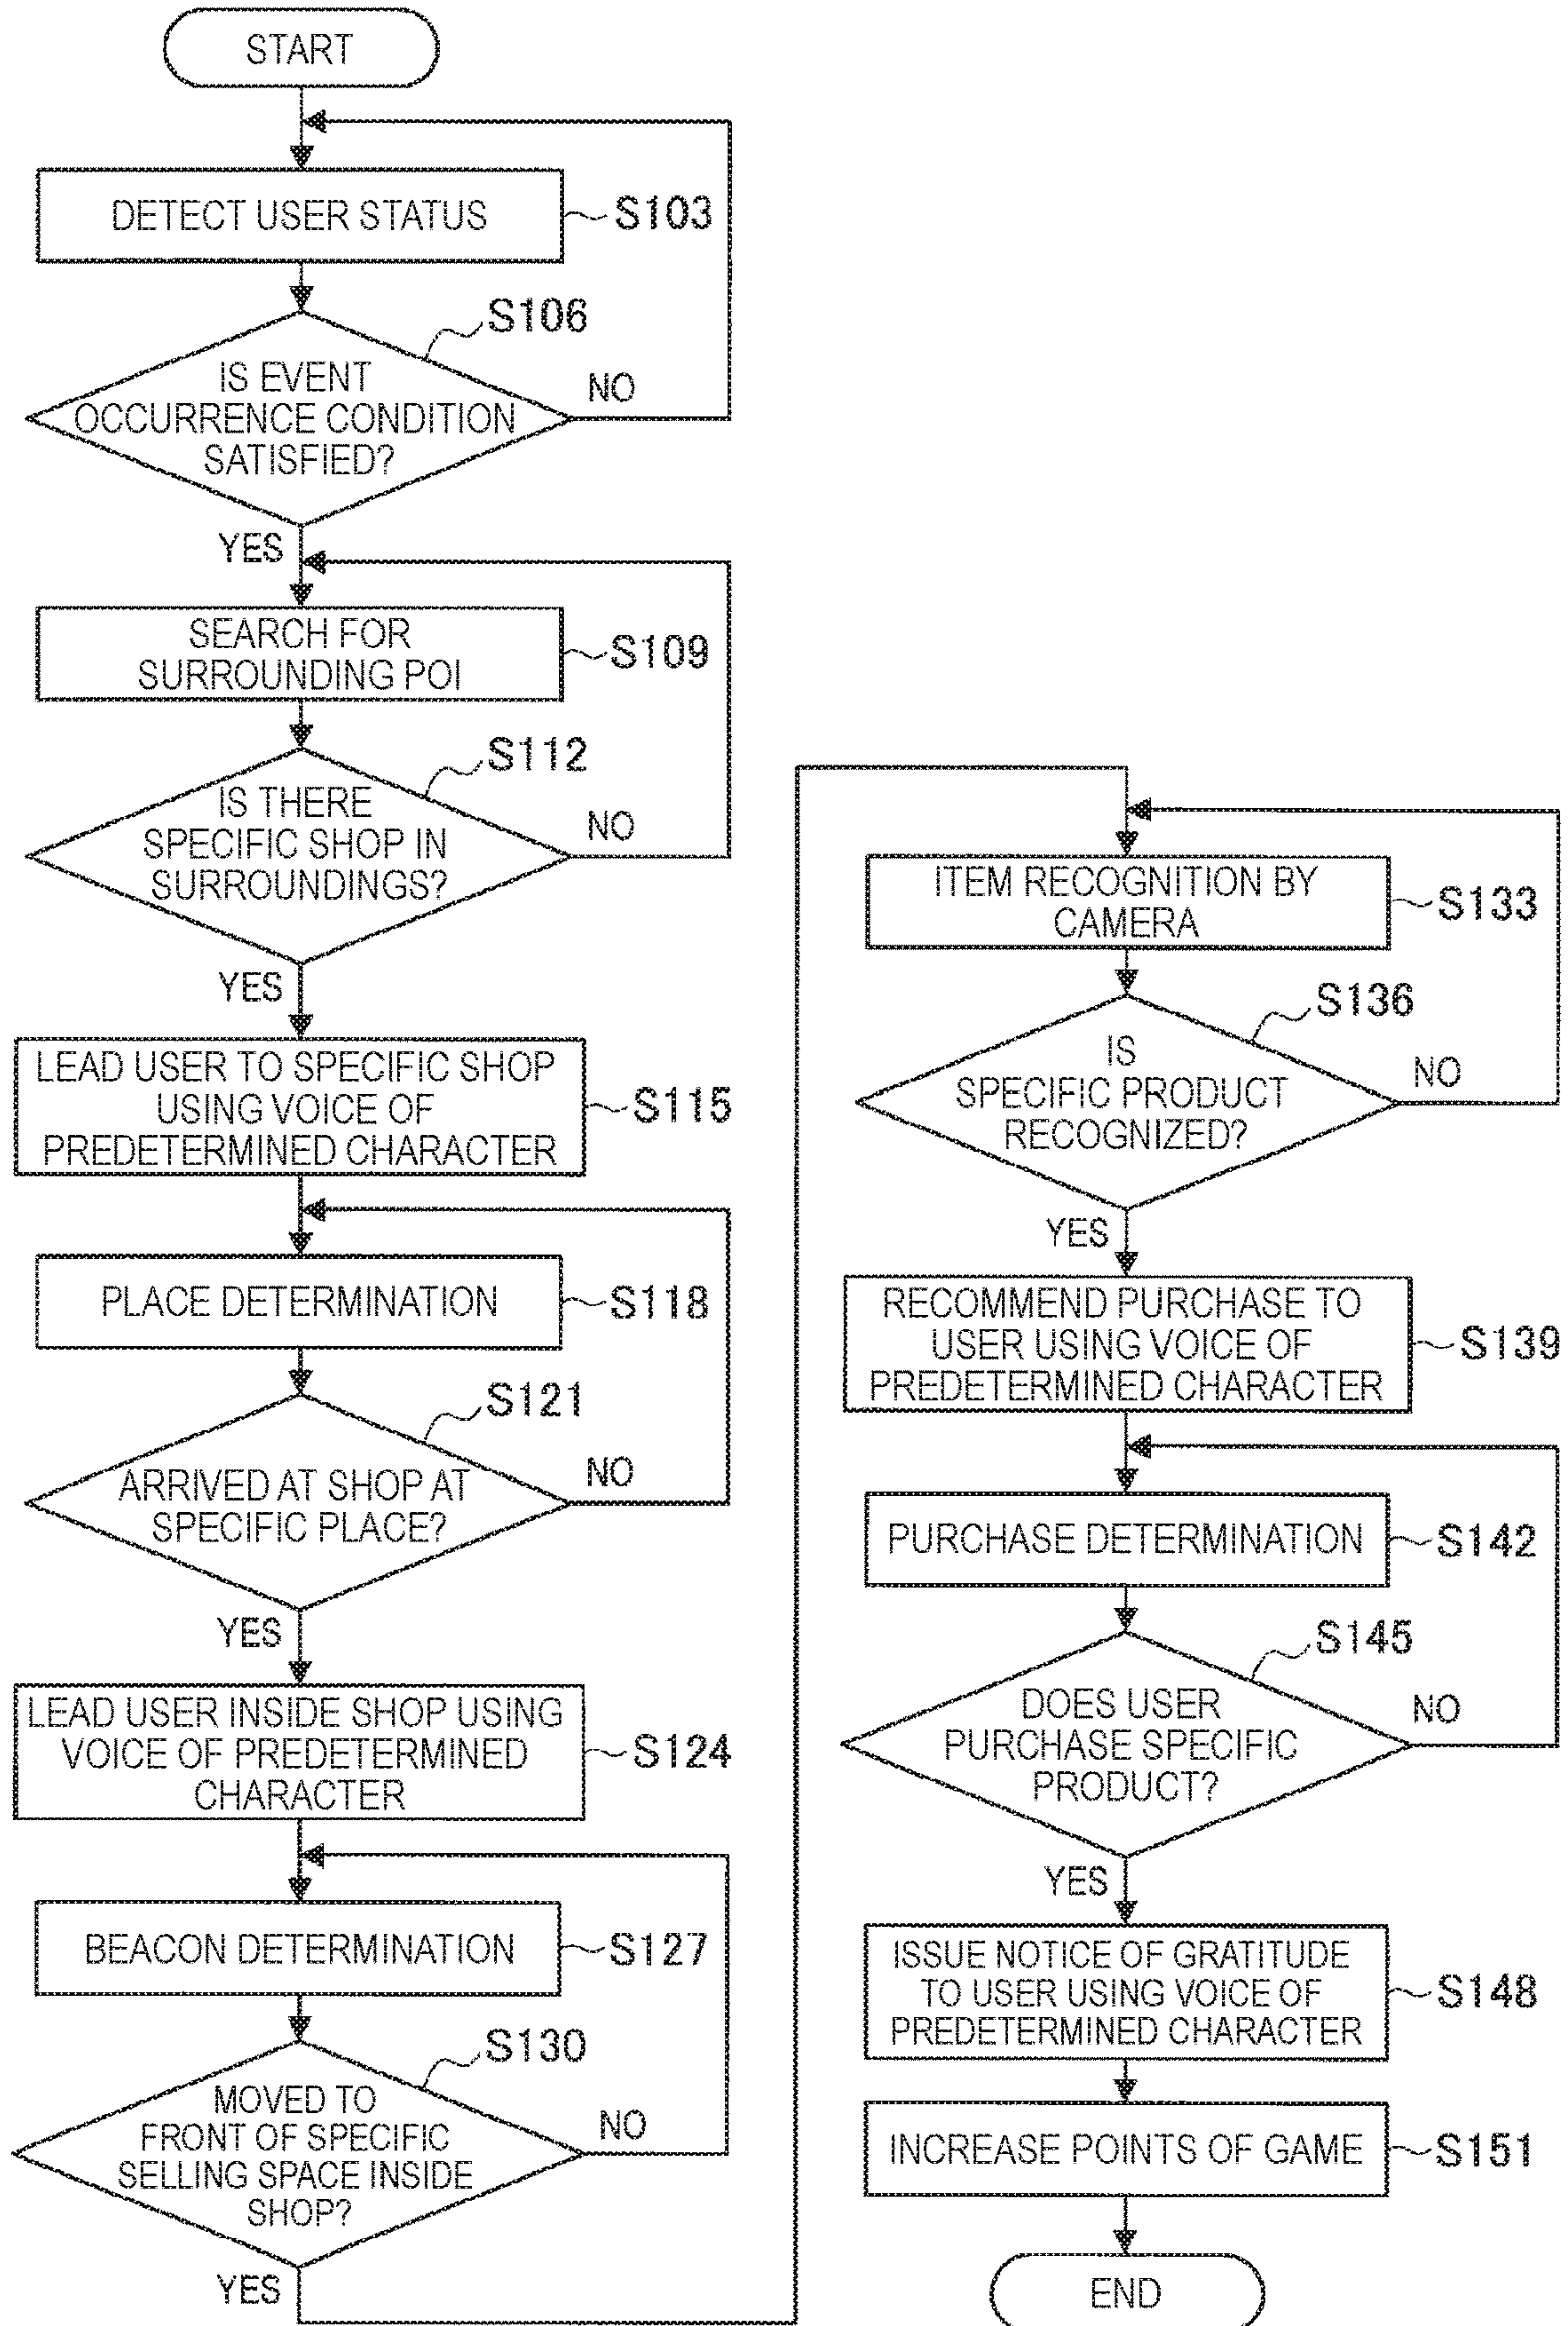 START
DETECT USER STATUS
S103
S106
IS EVENT
OCCURRENCE CONDITION
SATISFIED?
NO
YES
SEARCH FOR
SURROUNDING POI
S109
S112
IS THERE
SPECIFIC SHOP IN
SURROUNDINGS?
NO
YES
LEAD USER TO SPECIFIC SHOP
USING VOICE OF
PREDETERMINED CHARACTER
S115
PLACE DETERMINATION
S118
S121
ARRIVED AT SHOP AT
SPECIFIC PLACE?
NO
YES
LEAD USER INSIDE SHOP USING
VOICE OF PREDETERMINED
CHARACTER
S124
BEACON DETERMINATION
S127
S130
MOVED TO
FRONT OF SPECIFIC
SELLING SPACE INSIDE
SHOP?
NO
YES
ITEM RECOGNITION BY
CAMERA
S133
S136
IS
SPECIFIC PRODUCT
RECOGNIZED?
NO
YES
RECOMMEND PURCHASE TO
USER USING VOICE OF
PREDETERMINED CHARACTER
S139
PURCHASE DETERMINATION
S142
S145
DOES USER
PURCHASE SPECIFIC
PRODUCT?
NO
YES
ISSUE NOTICE OF GRATITUDE
TO USER USING VOICE OF
PREDETERMINED CHARACTER
S148
INCREASE POINTS OF GAME
S151
END